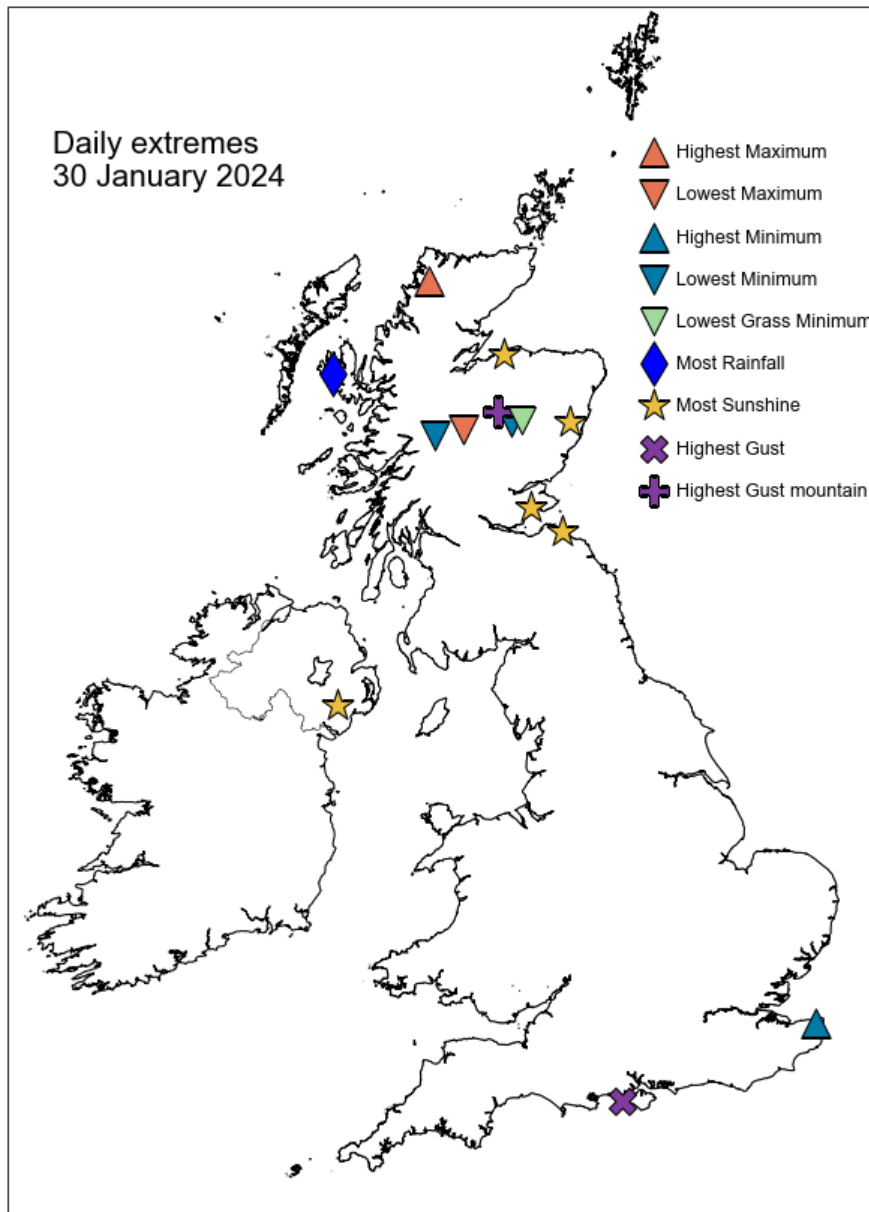 Daily extremes
30 January 2024
Highest Maximum
Lowest Maximum
Highest Minimum
Lowest Minimum
Lowest Grass Minimum
Most Rainfall
Most Sunshine
Highest Gust
Highest Gust mountain